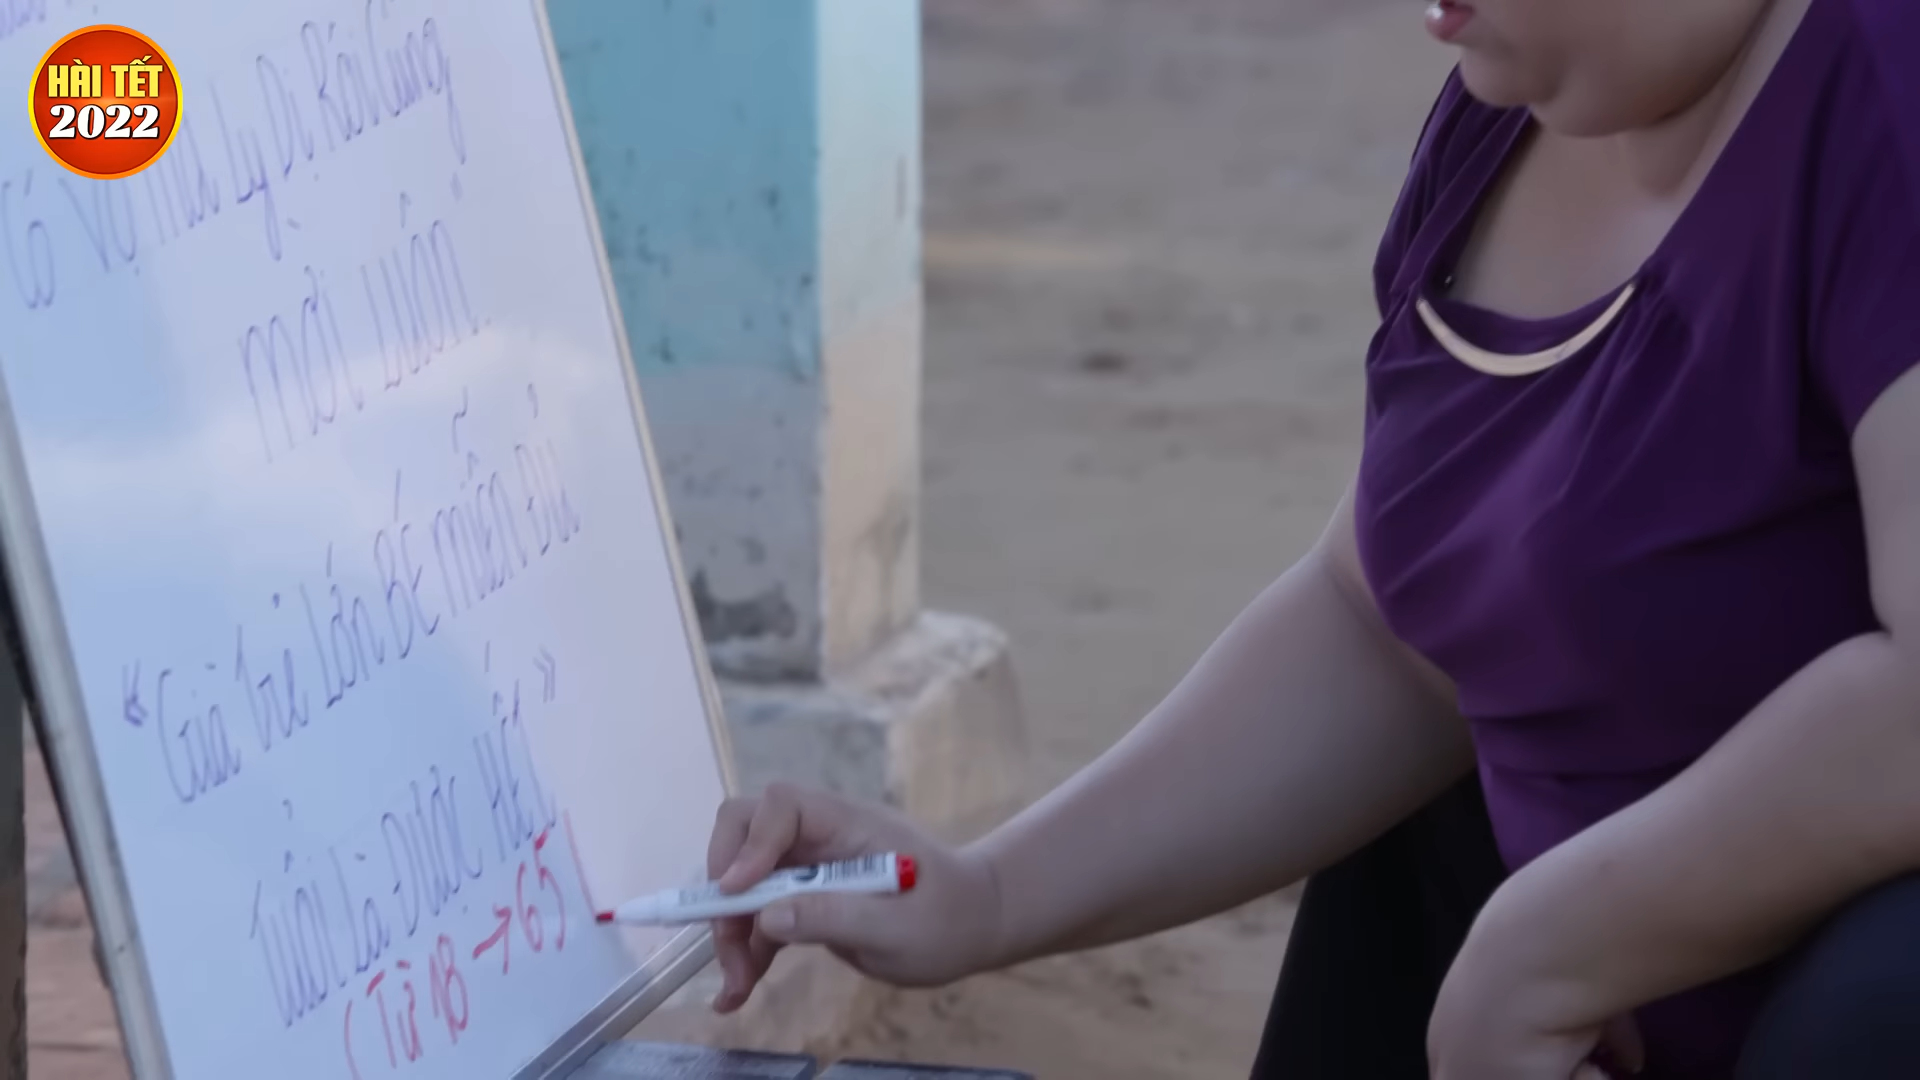 HÀI TẾT
2022
Có Vợ mà Ly Dị Rồi Cũng
mời Luôn"
"Già trẻ Lớn BÉ miễn ĐỦ
tuổi Là ĐƯỢC HẾT"
(Từ 18 → 65